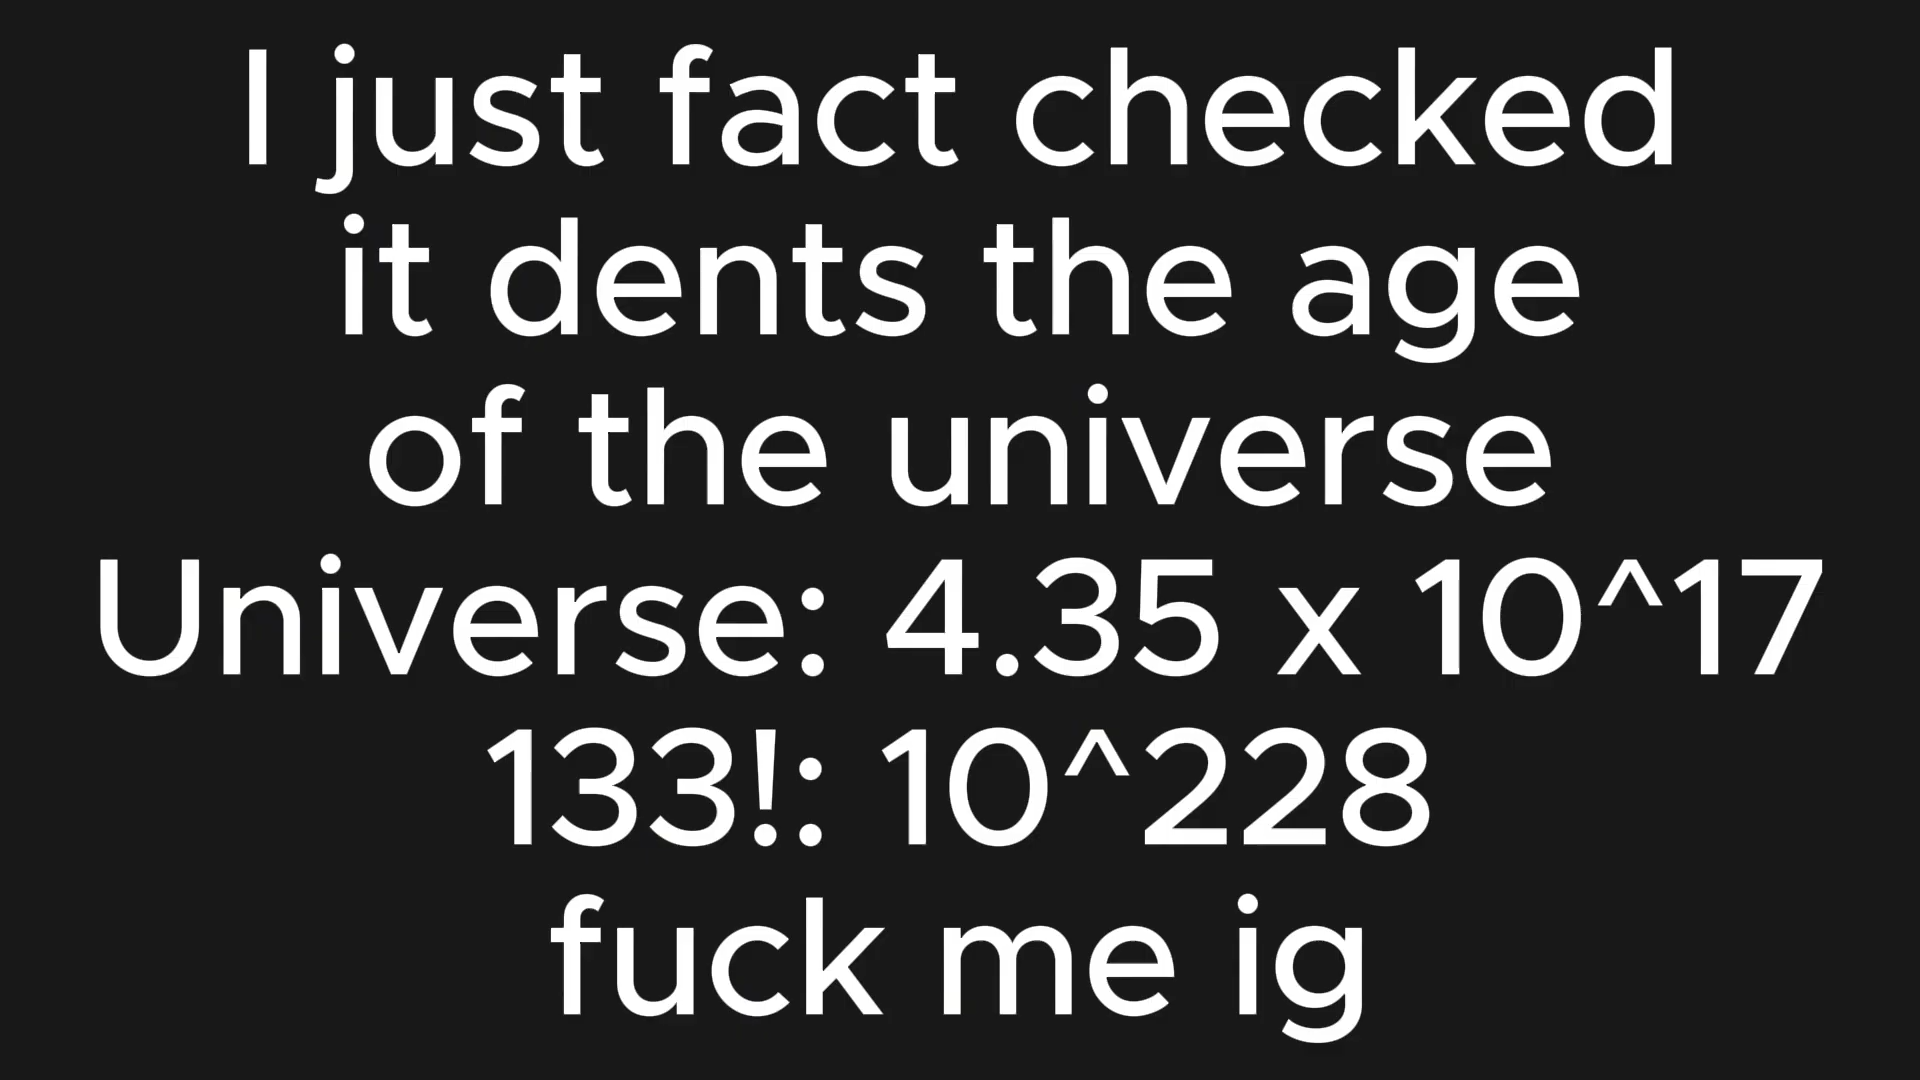 I just fact checked
it dents the age
of the universe
Universe: 4.35 x 10^17
133!: 10^228
fuck me ig